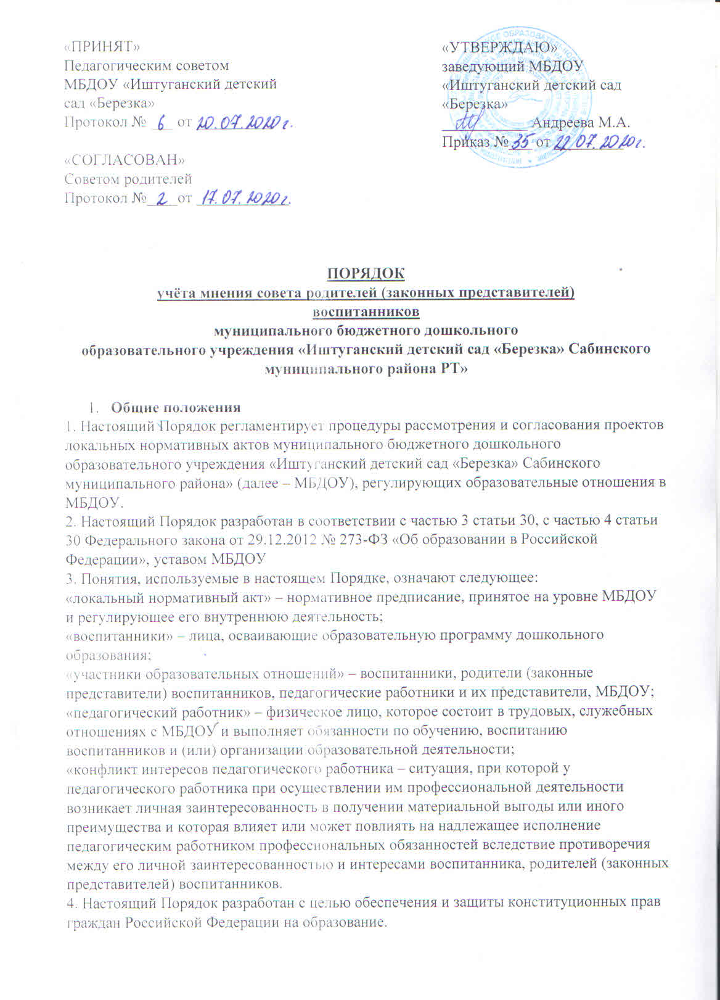 «ПРИНЯТ»
Педагогическим советом
МБДОУ «Иштуганский детский
сад «Березка»
Протокол № 6 от 20.07.2020г.
«УТВЕРЖДАЮ»
заведующий МБДОУ
«Иштуганский детский сад
«Березка»
Андреева М.А.
Приказ № 35 от 22.07.2020г.
«СОГЛАСОВАН»
Советом родителей
Протокол № 2 от 17.07.2020г.
ПОРЯДОК
учёта мнения совета родителей (законных представителей)
воспитанников
муниципального бюджетного дошкольного
образовательного учреждения «Иштуганский детский сад «Березка» Сабинского
муниципального района РТ»
1. Общие положения
1. Настоящий Порядок регламентирует процедуры рассмотрения и согласования проектов
локальных нормативных актов муниципального бюджетного дошкольного
образовательного учреждения «Иштуганский детский сад «Березка» Сабинского
муниципального района» (далее – МБДОУ), регулирующих образовательные отношения в
МБДОУ.
2. Настоящий Порядок разработан в соответствии с частью 3 статьи 30, с частью 4 статьи
30 Федерального закона от 29.12.2012 № 273-ФЗ «Об образовании в Российской
Федерации», уставом МБДОУ
3. Понятия, используемые в настоящем Порядке, означают следующее:
«локальный нормативный акт» – нормативное предписание, принятое на уровне МБДОУ
и регулирующее его внутреннюю деятельность;
«воспитанники» – лица, осваивающие образовательную программу дошкольного
образования;
«участники образовательных отношений» – воспитанники, родители (законные
представители) воспитанников, педагогические работники и их представители, МБДОУ;
«педагогический работник» – физическое лицо, которое состоит в трудовых, служебных
отношениях с МБДОУ и выполняет обязанности по обучению, воспитанию
воспитанников и (или) организации образовательной деятельности;
«конфликт интересов педагогического работника – ситуация, при которой у
педагогического работника при осуществлении им профессиональной деятельности
возникает личная заинтересованность в получении материальной выгоды или иного
преимущества и которая влияет или может повлиять на надлежащее исполнение
педагогическим работником профессиональных обязанностей вследствие противоречия
между его личной заинтересованностью и интересами воспитанника, родителей (законных
представителей) воспитанников.
4. Настоящий Порядок разработан с целью обеспечения и защиты конституционных прав
граждан Российской Федерации на образование.